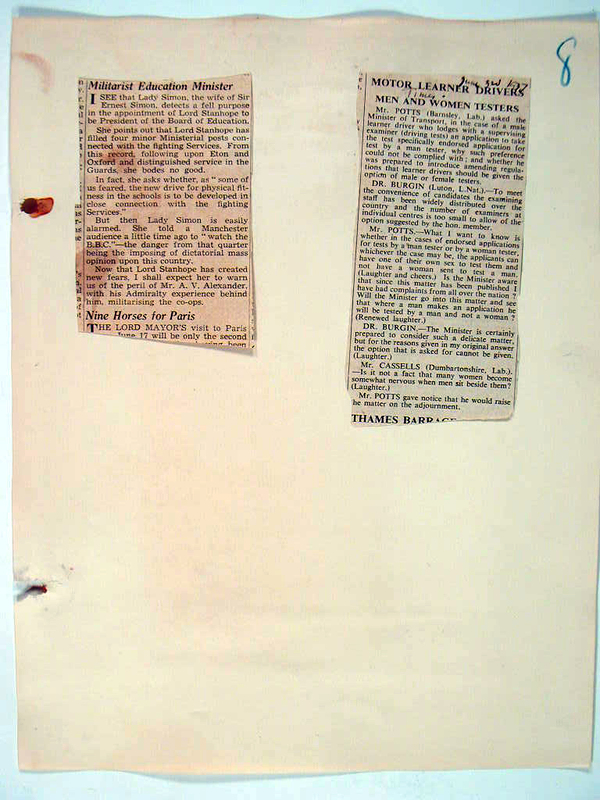 8
Militarist Education Minister
I SEE that Lady Simon, the wife of Sir
Ernest Simon, detects a fell purpose
in the appointment of Lord Stanhope to
be President of the Board of Education.
She points out that Lord Stanhope has
filled four minor Ministerial posts con-
nected with the fighting Services. From
this record, following upon Eton and
Oxford and distinguished service in the
Guards, she bodes no good.
In fact, she asks whether, as "some of
us feared, the new drive for physical fit-
ness in the schools is to be developed in
close connection with the fighting
Services."
But then Lady Simon is easily
alarmed. She told a Manchester
audience a little time ago to "watch the
B.B.C."—the danger from that quarter
being the imposing of dictatorial mass
opinion upon this country.
Now that Lord Stanhope has created
new fears, I shall expect her to warn
us of the peril of Mr. A. V. Alexander,
with his Admiralty experience behind
him, militarising the co-ops.
Nine Horses for Paris
THE LORD MAYOR'S visit to Paris
June 17 will be only the second
being
June 3rd
Times.
MOTOR LEARNER DRIVERS
MEN AND WOMEN TESTERS
Mr. POTTS (Barnsley, Lab.) asked the
Minister of Transport, in the case of a male
learner driver who lodges with a supervising
examiner (driving tests) an application to take
the test specifically endorsed application for
test by a man tester, why such preference
could not be complied with; and whether he
was prepared to introduce amending regula-
tions that learner drivers should be given the
option of male or female testers.
DR. BURGIN (Luton, L.Nat.).—To meet
the convenience of candidates the examining
staff has been widely distributed over the
country and the number of examiners at
individual centres is too small to allow of the
option suggested by the hon. member.
Mr. POTTS.—What I want to know is
whether in the cases of endorsed applications
for tests by a man tester or by a woman tester,
whichever the case may be, the applicants can
have one of their own sex to test them and
not have a woman sent to test a man.
(Laughter and cheers.) Is the Minister aware
that since this matter has been published I
have had complaints from all over the nation?
Will the Minister go into this matter and see
that where a man makes an application he
will be tested by a man and not a woman?
(Renewed laughter.)
DR. BURGIN.—The Minister is certainly
prepared to consider such a delicate matter,
but for the reasons given in my original answer
the option that is asked for cannot be given.
(Laughter.)
Mr. CASSELLS (Dumbartonshire, Lab.).
—Is it not a fact that many women become
somewhat nervous when men sit beside them?
(Laughter.)
Mr. POTTS gave notice that he would raise
he matter on the adjournment.
THAMES BARRAGE